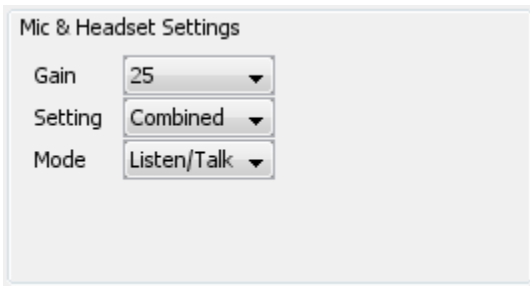 Mic & Headset Settings
Gain 25
Setting Combined
Mode Listen/Talk